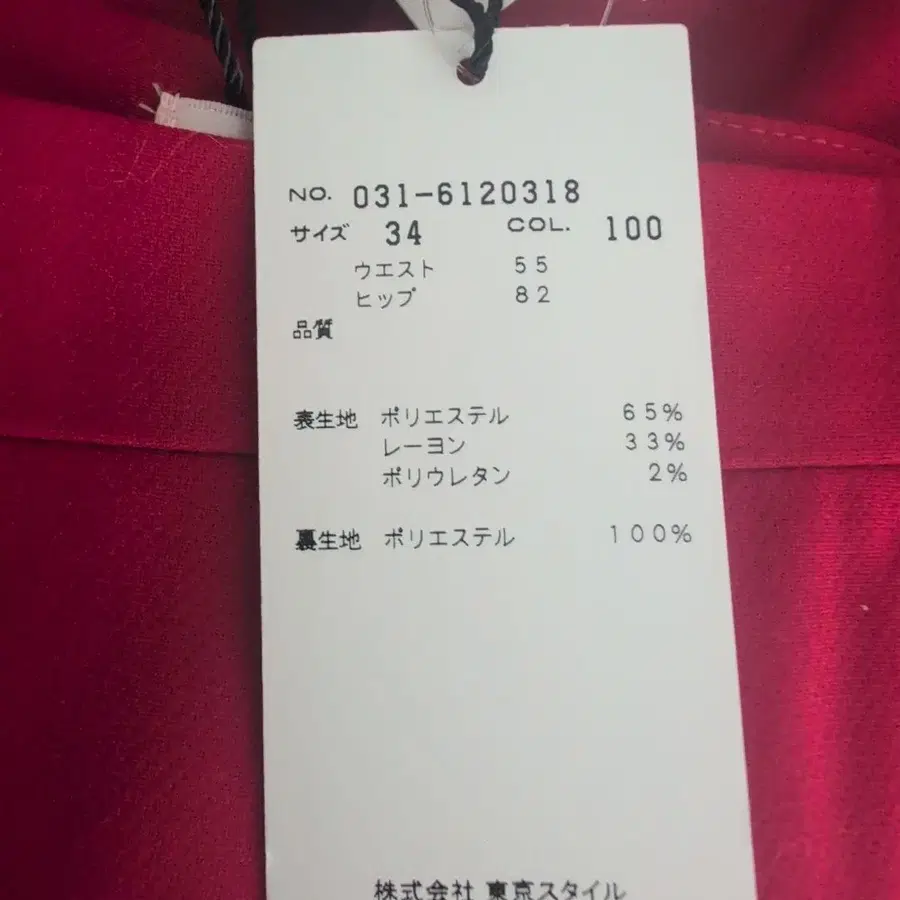 NO. 031-6120318
サイズ 34 COL. 100
ウエスト 55
ヒップ 82
品質
表生地 ポリエステル 65%
レーヨン 33%
ポリウレタン 2%
裏生地 ポリエステル 100%
株式会社 東京スタイル